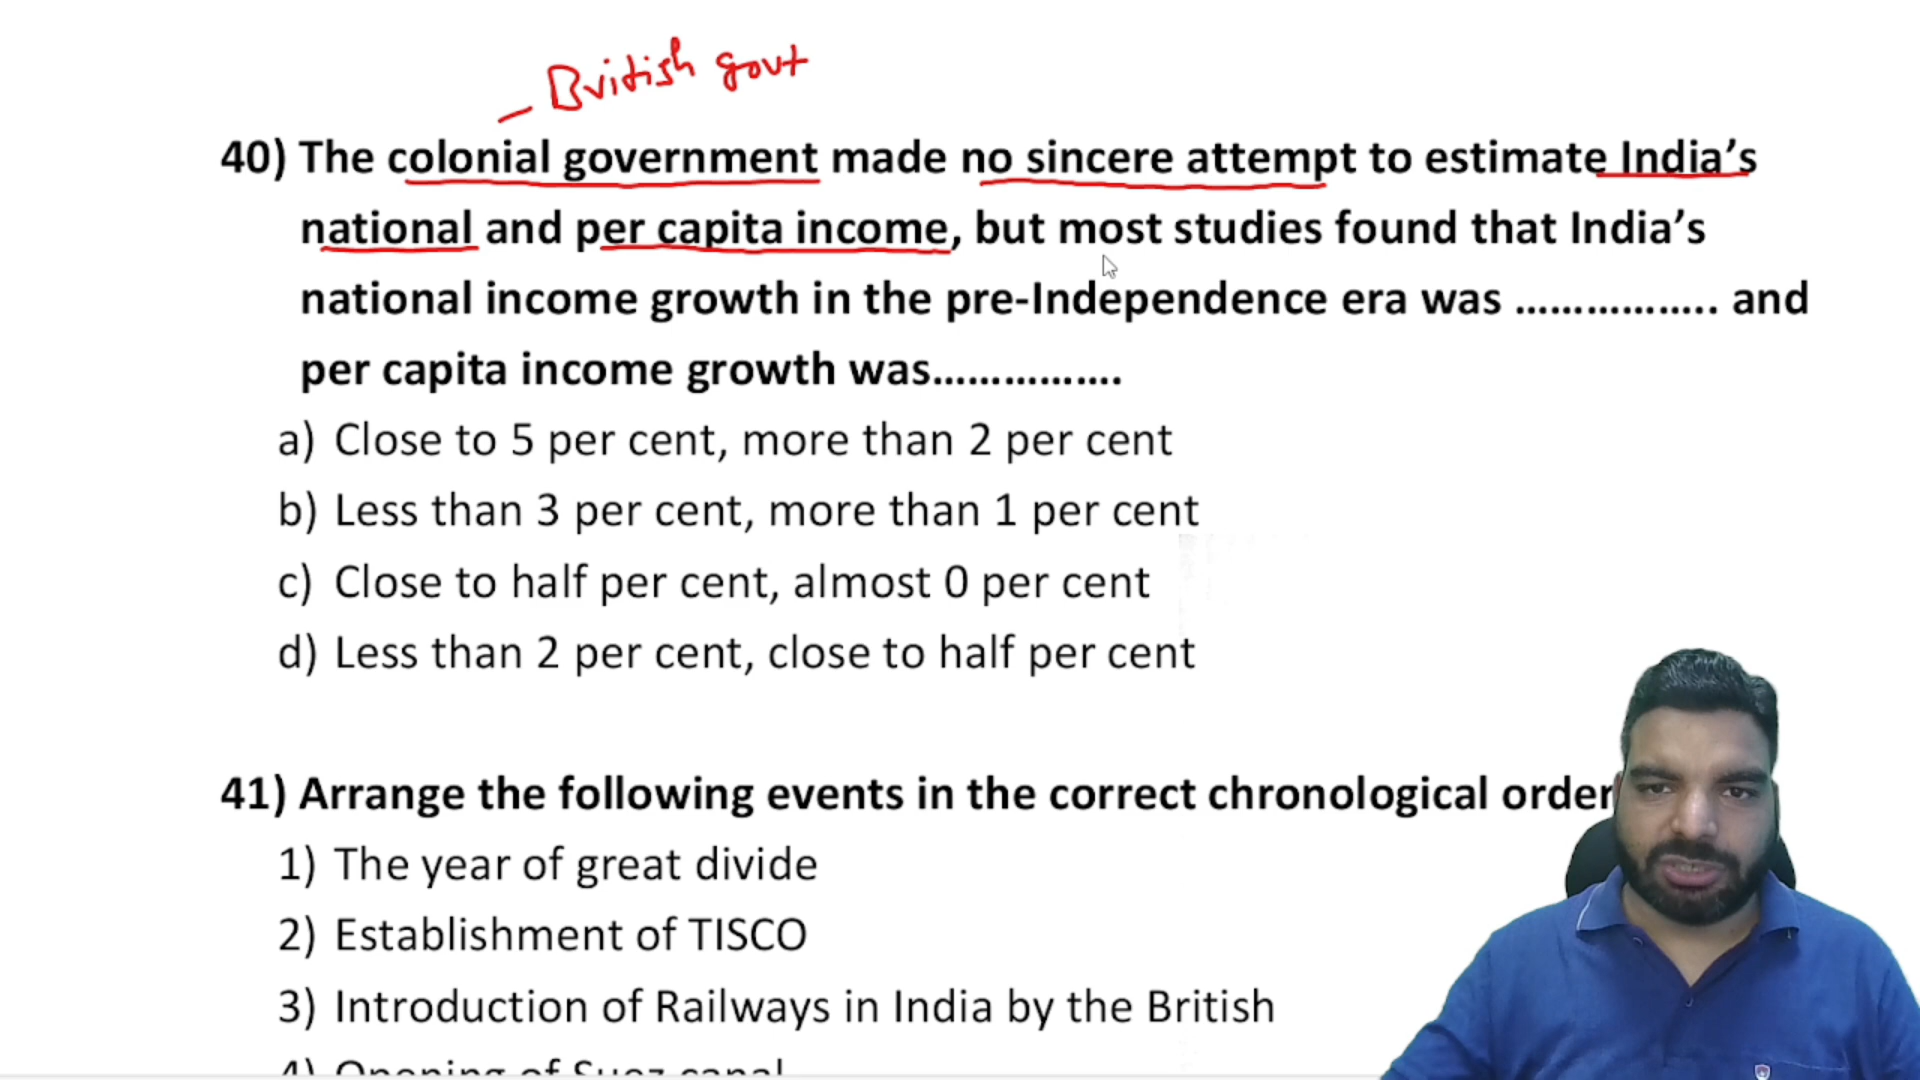 British govt
40) The colonial government made no sincere attempt to estimate India's
national and per capita income, but most studies found that India's
national income growth in the pre-Independence era was ……………….. and
per capita income growth was…………….
a) Close to 5 per cent, more than 2 per cent
b) Less than 3 per cent, more than 1 per cent
c) Close to half per cent, almost 0 per cent
d) Less than 2 per cent, close to half per cent
41) Arrange the following events in the correct chronological order
1) The year of great divide
2) Establishment of TISCO
3) Introduction of Railways in India by the British
4) Opening of Suez canal